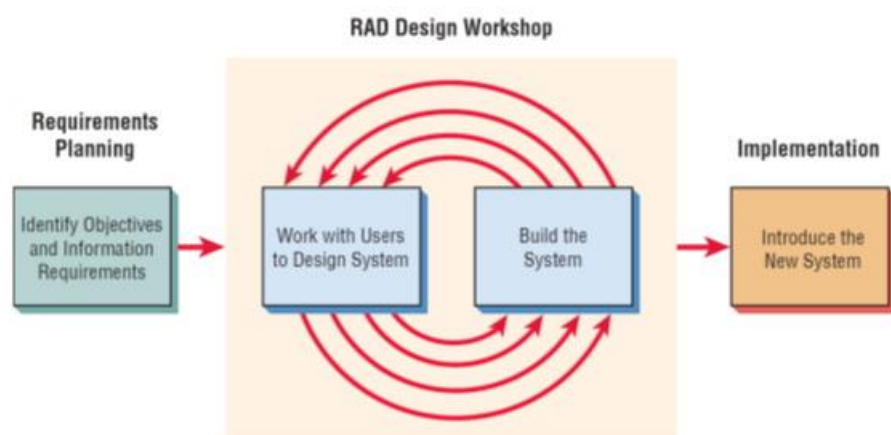 RAD Design Workshop
Requirements
Planning
Identify Objectives
and Information
Requirements
Work with Users
to Design System
Build the
System
Implementation
Introduce the
New System